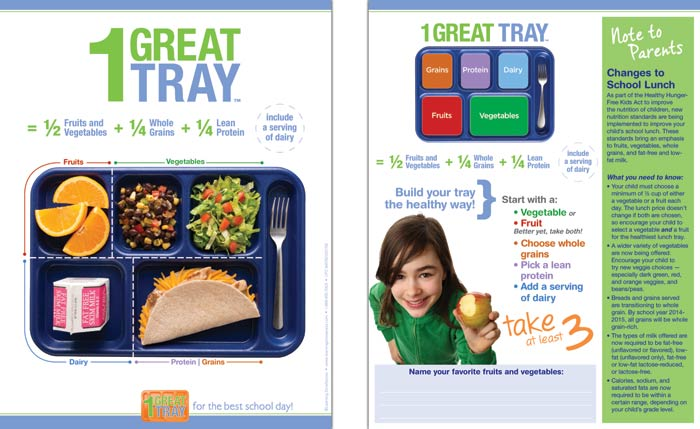 1 GREAT
TRAY™
= ½ Fruits and Vegetables + ¼ Whole Grains + ¼ Lean Protein
include
a serving
of dairy
Fruits
Vegetables
FAT FREE
SKIM MILK
Dairy
Protein | Grains
1 GREAT
TRAY
for the best school day!
1 GREAT TRAY™
Grains
Protein
Dairy
Fruits
Vegetables
= ½ Fruits and Vegetables + ¼ Whole Grains + ¼ Lean Protein
include
a serving
of dairy
Build your tray
the healthy way!
Start with a:
• Vegetable or
• Fruit
Better yet, take both!
• Choose whole
grains
• Pick a lean
protein
• Add a serving
of dairy
take
at least 3
Name your favorite fruits and vegetables:
Note to
Parents
Changes to
School Lunch
As part of the Healthy Hunger-
Free Kids Act to improve
the nutrition of children, new
nutrition standards are being
implemented to improve your
child's school lunch. These
standards bring an emphasis
to fruits, vegetables, whole
grains, and fat-free and low-
fat milk.
What you need to know:
• Your child must choose a
minimum of ½ cup of either
a vegetable or a fruit each
day. The lunch price doesn't
change if both are chosen,
so encourage your child to
select a vegetable and a fruit
for the healthiest lunch tray.
• A wider variety of vegetables
are now being offered.
Encourage your child to
try new veggie choices –
especially dark green, red,
and orange veggies, and
beans/peas.
• Breads and grains served
are transitioning to whole
grain. By school year 2014-
2015, all grains will be whole
grain-rich.
• The types of milk offered are
now required to be fat-free
(unflavored or flavored), low-
fat (unflavored only), fat-free
or low-fat lactose-reduced,
or lactose-free.
• Calories, sodium, and
saturated fats are now
required to be within a
certain range, depending on
your child's grade level.